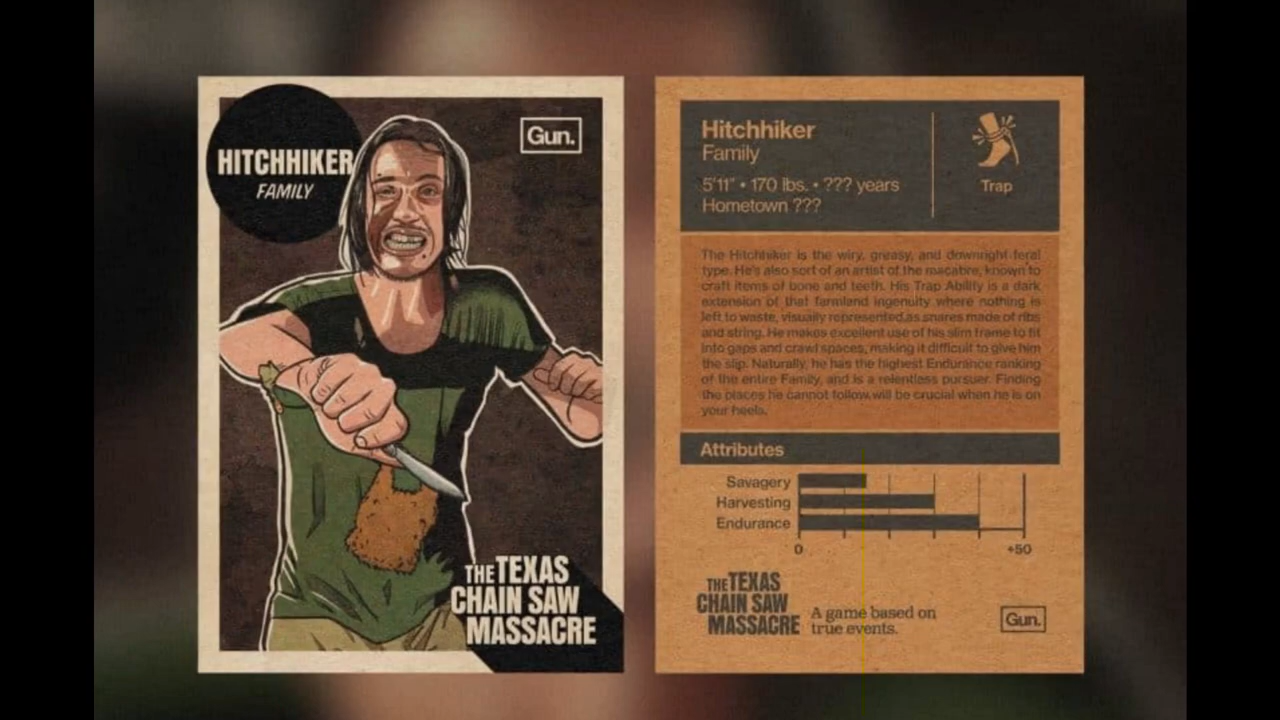 HITCHHIKER
FAMILY
Gun.
THE TEXAS
CHAIN SAW
MASSACRE
Hitchhiker
Family
5'11" • 170 lbs. • ??? years
Hometown ???
Trap
The Hitchhiker is the wiry, greasy, and downright feral
type. He's also sort of an artist of the macabre, known to
craft items of bone and teeth. His Trap Ability is a dark
extension of that farmland ingenuity where nothing is
left to waste, visually represented as snares made of ribs
and string. He makes excellent use of his slim frame to fit
into gaps and crawl spaces, making it difficult to give him
the slip. Naturally, he has the highest Endurance ranking
of the entire Family, and is a relentless pursuer. Finding
the places he cannot follow will be crucial when he is on
your heels.
Attributes
Savagery
Harvesting
Endurance
0 +50
THE TEXAS
CHAIN SAW
MASSACRE
A game based on
true events.
Gun.